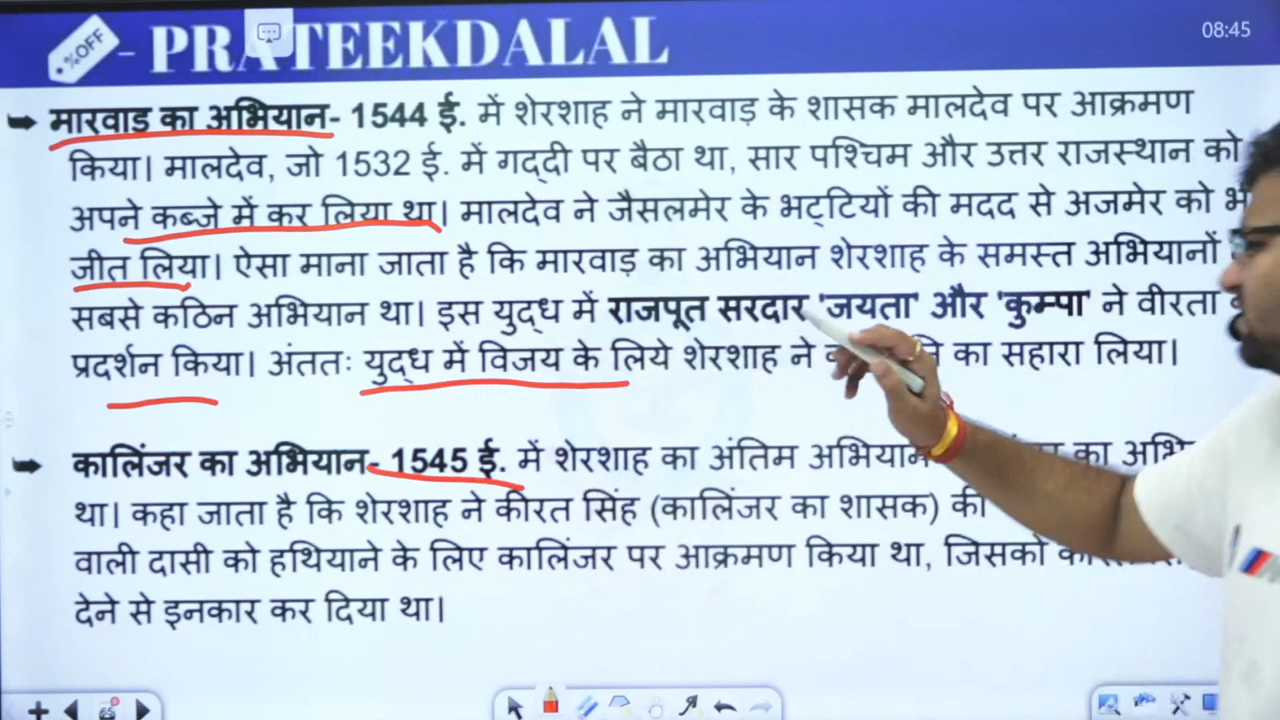 %OFF - PRATEEKDALAL
08:45
मारवाड़ का अभियान- 1544 ई. में शेरशाह ने मारवाड़ के शासक मालदेव पर आक्रमण
किया। मालदेव, जो 1532 ई. में गद्दी पर बैठा था, सार पश्चिम और उत्तर राजस्थान को
अपने कब्जे में कर लिया था। मालदेव ने जैसलमेर के भट्टियों की मदद से अजमेर को
जीत लिया। ऐसा माना जाता है कि मारवाड़ का अभियान शेरशाह के समस्त अभियानों
सबसे कठिन अभियान था। इस युद्ध में राजपूत सरदार 'जयता' और 'कुम्पा' ने वीरता
प्रदर्शन किया। अंततः युद्ध में विजय के लिये शेरशाह ने का सहारा लिया।
कालिंजर का अभियान- 1545 ई. में शेरशाह का अंतिम अभियान का
था। कहा जाता है कि शेरशाह ने कीरत सिंह (कालिंजर का शासक) की
वाली दासी को हथियाने के लिए कालिंजर पर आक्रमण किया था, जिसको
देने से इनकार कर दिया था।
65